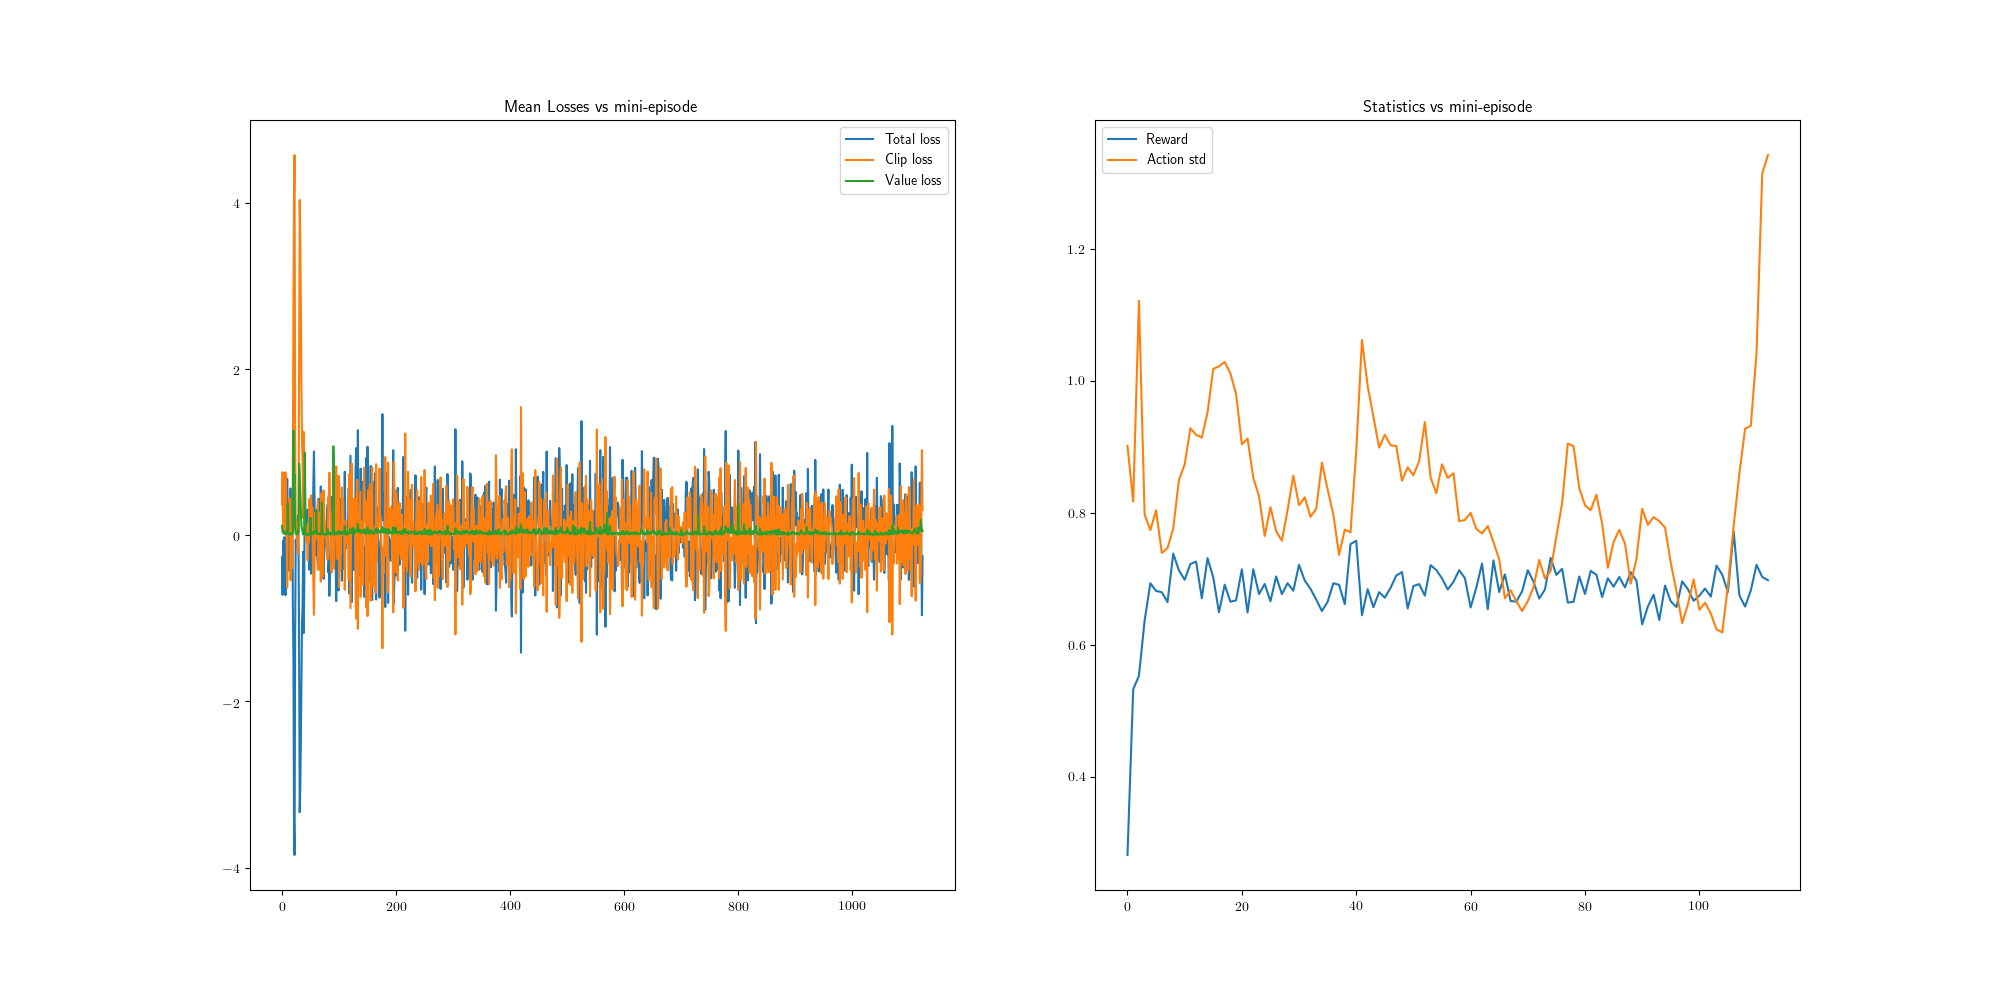 Mean Losses vs mini-episode
Total loss
Clip loss
Value loss
4
2
0
−2
−4
0 200 400 600 800 1000
Statistics vs mini-episode
Reward
Action std
1.2
1.0
0.8
0.6
0.4
0 20 40 60 80 100